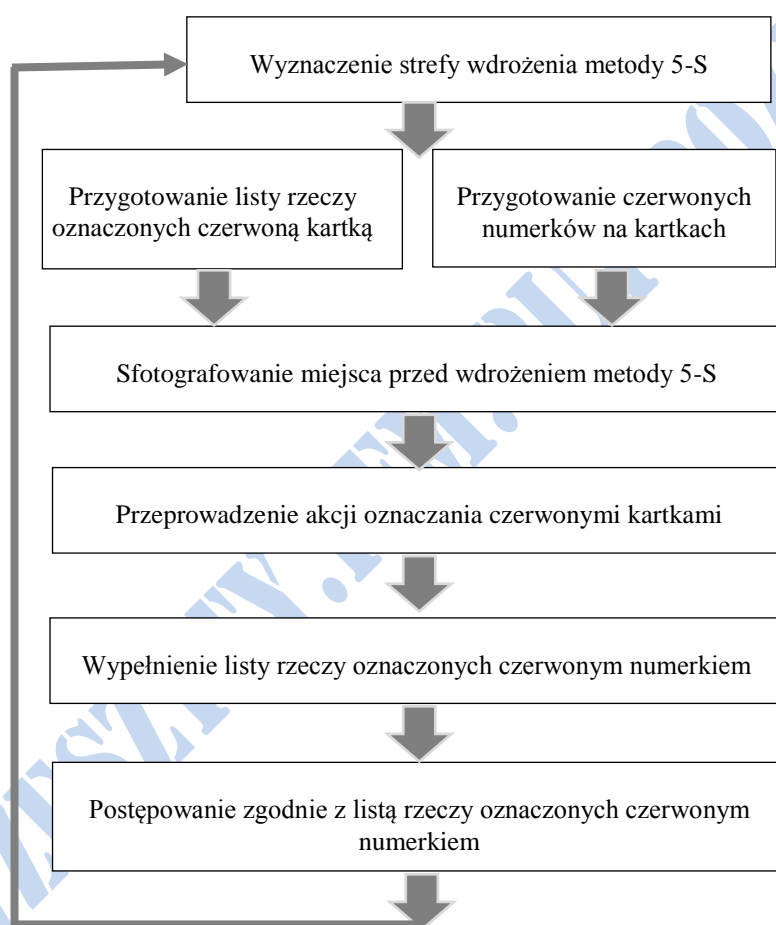 Wyznaczenie strefy wdrożenia metody 5-S
Przygotowanie listy rzeczy
oznaczonych czerwoną kartką
Przygotowanie czerwonych
numerków na kartkach
Sfotografowanie miejsca przed wdrożeniem metody 5-S
Przeprowadzenie akcji oznaczania czerwonymi kartkami
Wypełnienie listy rzeczy oznaczonych czerwonym numerkiem
Postępowanie zgodnie z listą rzeczy oznaczonych czerwonym
numerkiem